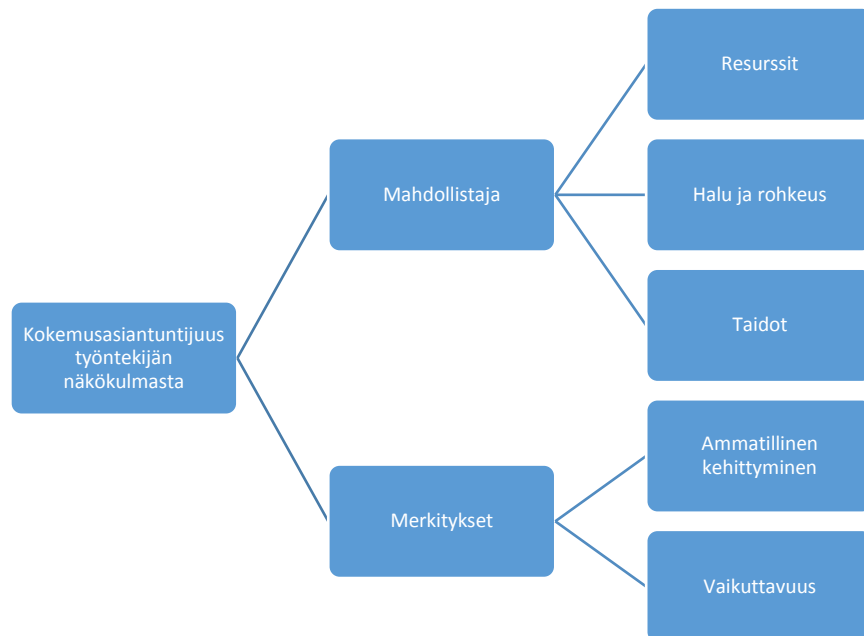 Kokemusasiantuntijuus
työntekijän
näkökulmasta
Mahdollistaja
Resurssit
Halu ja rohkeus
Taidot
Merkitykset
Ammatillinen
kehittyminen
Vaikuttavuus